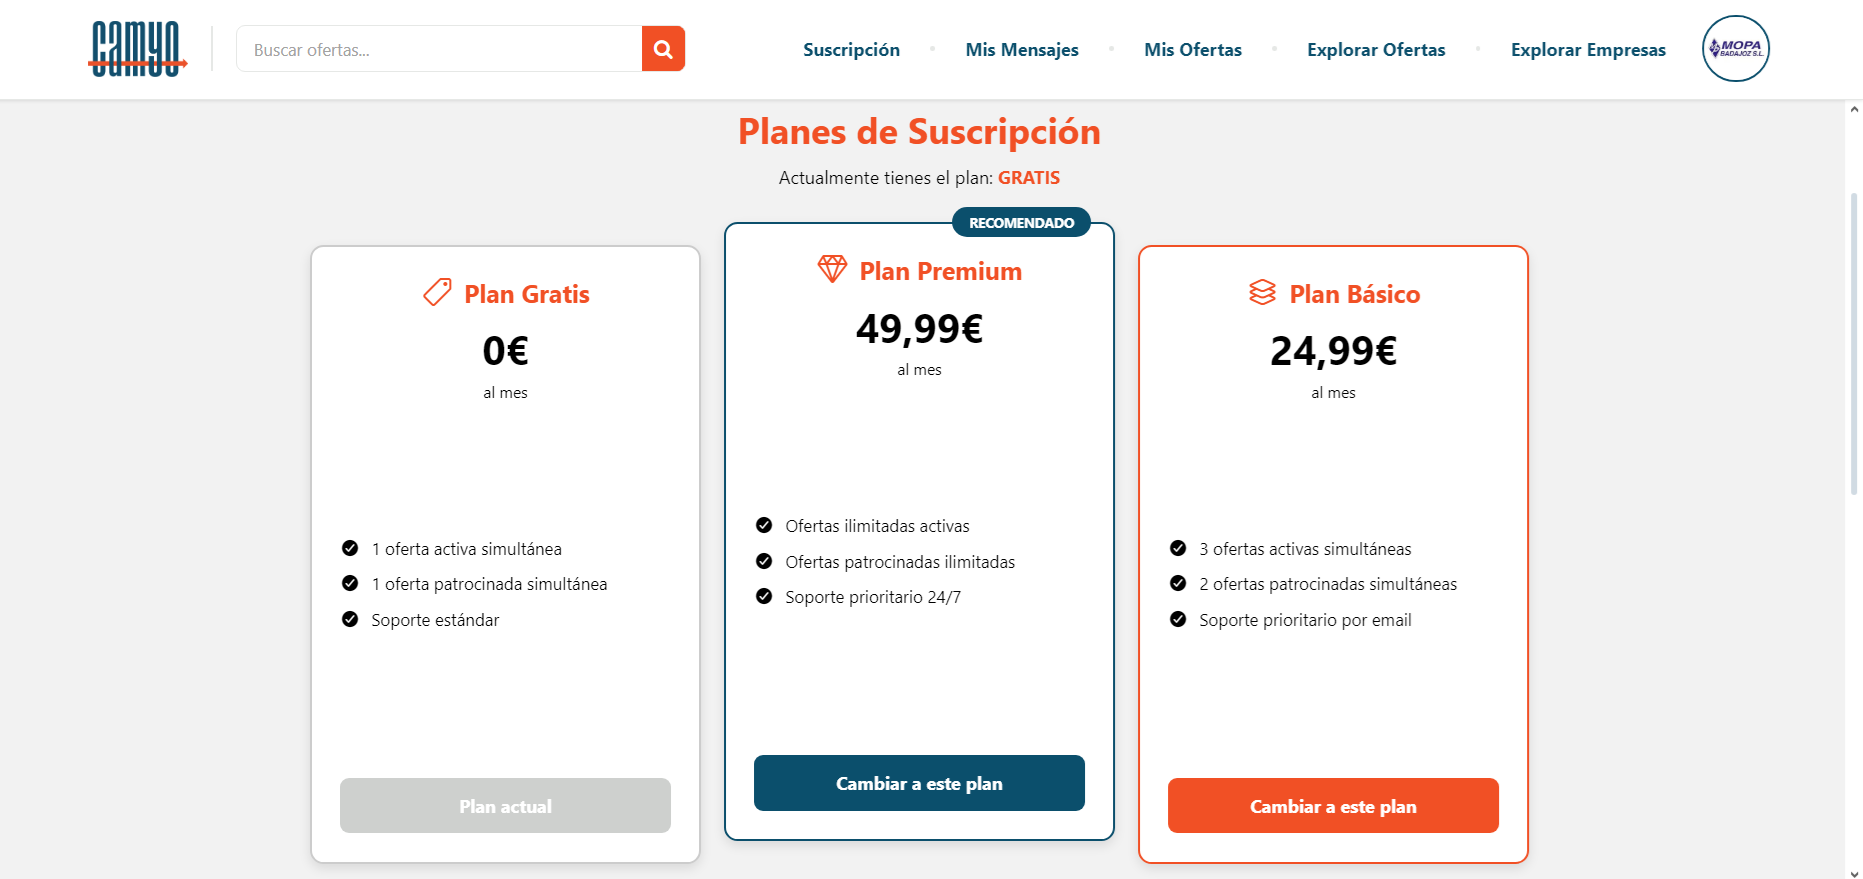 camyo
Buscar ofertas...
Suscripción
Mis Mensajes
Mis Ofertas
Explorar Ofertas
Explorar Empresas
MOPA
BADAJOZ S.L.
Planes de Suscripción
Actualmente tienes el plan: GRATIS
Plan Gratis
0€
al mes
1 oferta activa simultánea
1 oferta patrocinada simultánea
Soporte estándar
Plan actual
RECOMENDADO
Plan Premium
49,99€
al mes
Ofertas ilimitadas activas
Ofertas patrocinadas ilimitadas
Soporte prioritario 24/7
Cambiar a este plan
Plan Básico
24,99€
al mes
3 ofertas activas simultáneas
2 ofertas patrocinadas simultáneas
Soporte prioritario por email
Cambiar a este plan